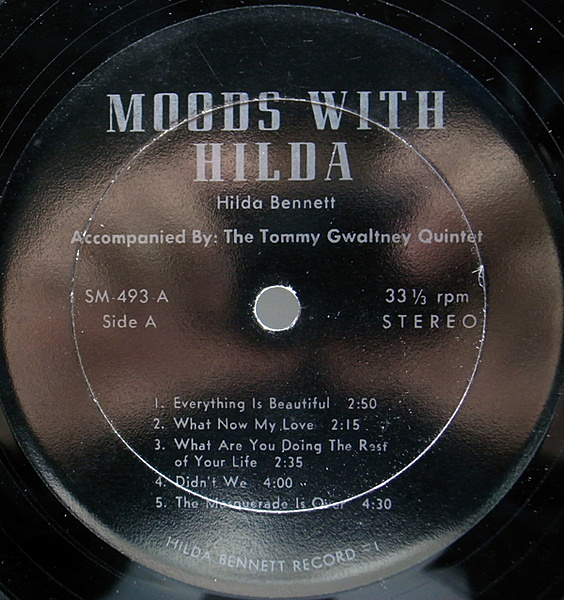 MOODS WITH
HILDA
Hilda Bennett
Accompanied By: The Tommy Gwaltney Quintet
SM-493-A
33 ⅓ rpm
Side A
STEREO
1. Everything Is Beautiful 2:50
2. What Now My Love 2:15
3. What Are You Doing The Rest
of Your Life 2:35
4. Didn't We 4:00
5. The Masquerade Is Over 4:30
HILDA BENNETT RECORD #1